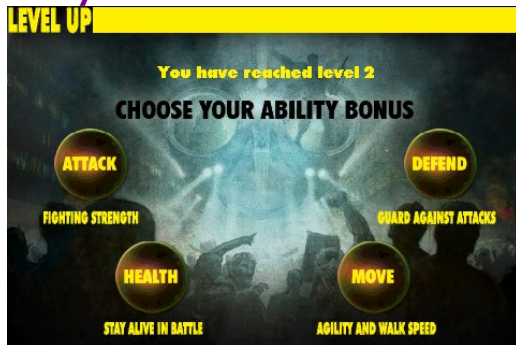 LEVEL UP
You have reached level 2
CHOOSE YOUR ABILITY BONUS
ATTACK
DEFEND
FIGHTING STRENGTH
GUARD AGAINST ATTACKS
HEALTH
MOVE
STAY ALIVE IN BATTLE
AGILITY AND WALK SPEED